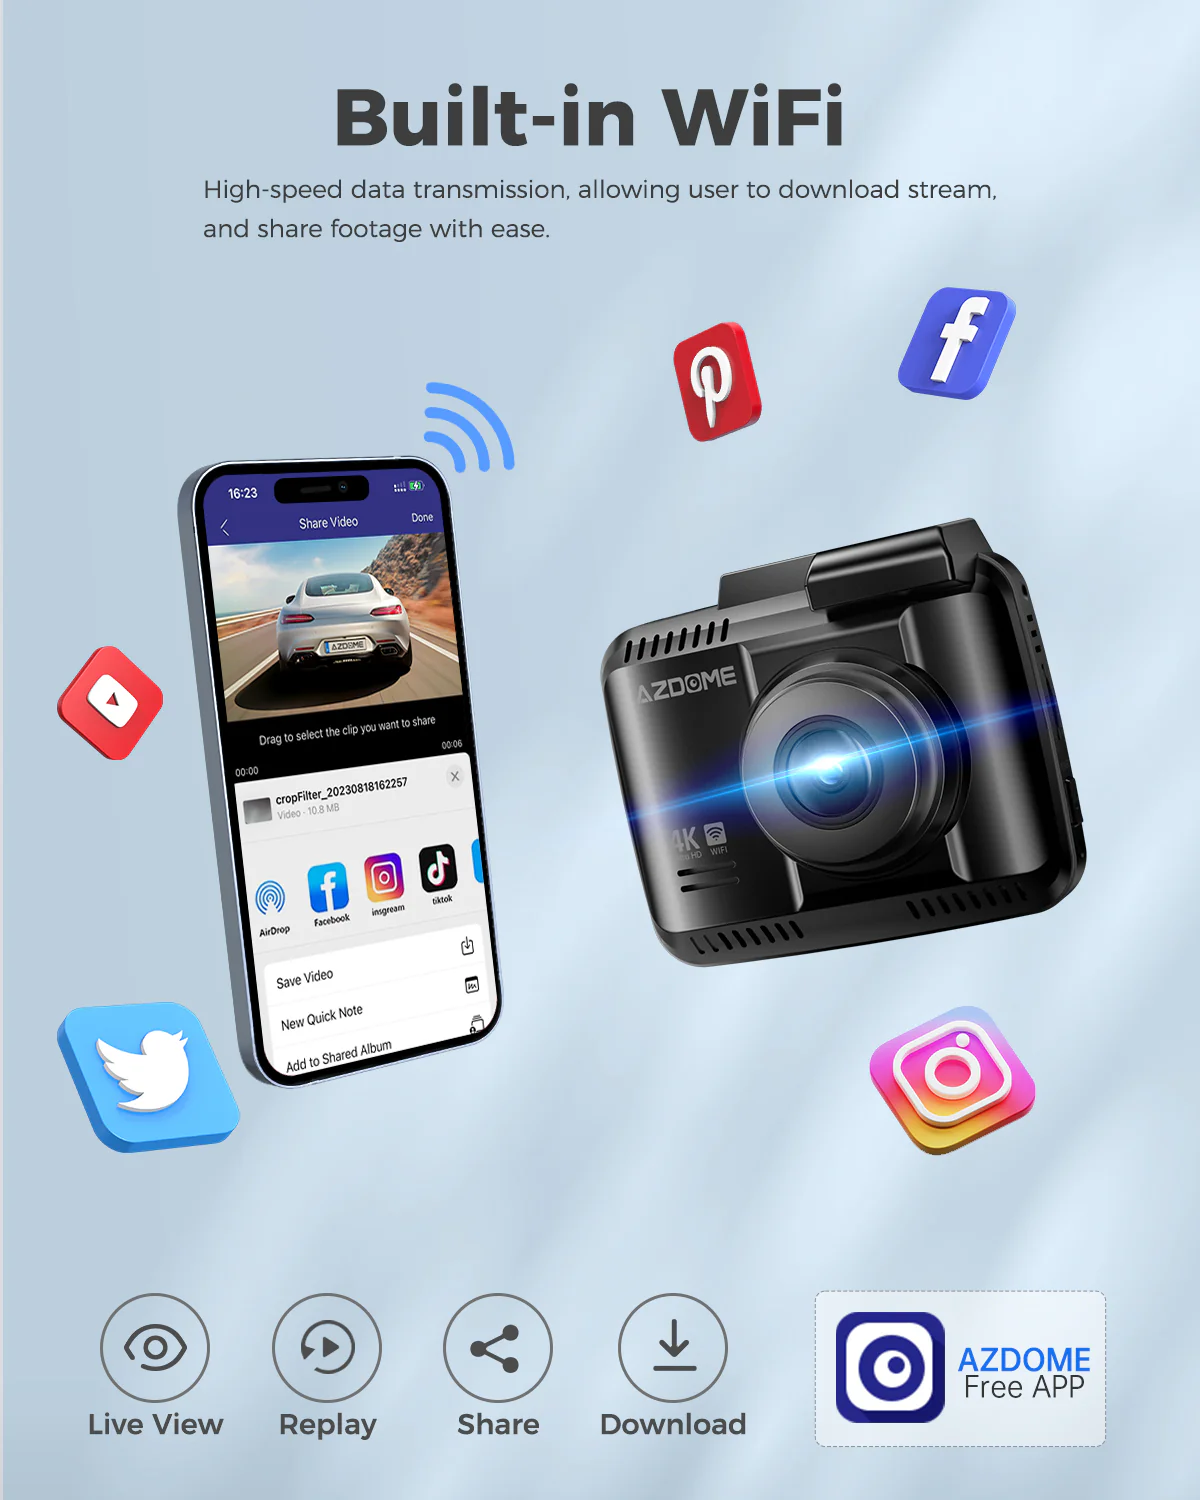 Built-in WiFi
High-speed data transmission, allowing user to download stream,
and share footage with ease.
16:23
Share Video
Done
AZDOME
Drag to select the clip you want to share
00:00
00:06
cropFilter_20230818162257
Video · 10.8 MB
AirDrop
Facebook
insgream
tiktok
Save Video
New Quick Note
Add to Shared Album
AZDOME
4K
HD
WIFI
Live View
Replay
Share
Download
AZDOME
Free APP